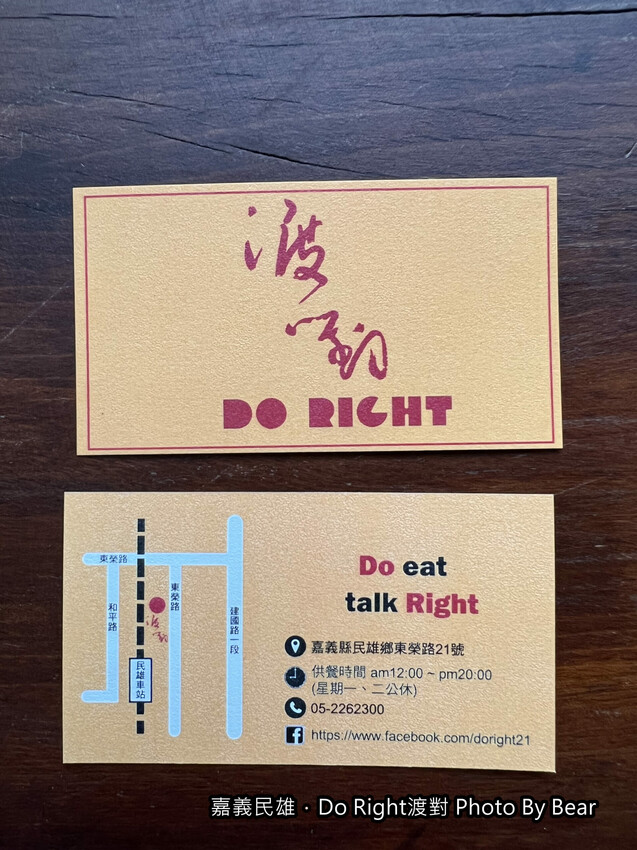 渡
對
DO RIGHT
東榮路
和平路
東榮路
建國路一段
渡對
民雄車站
Do eat
talk Right
嘉義縣民雄鄉東榮路21號
供餐時間 am12:00 ~ pm20:00
(星期一、二公休)
05-2262300
https://www.facebook.com/doright21
嘉義民雄．Do Right渡對 Photo By Bear